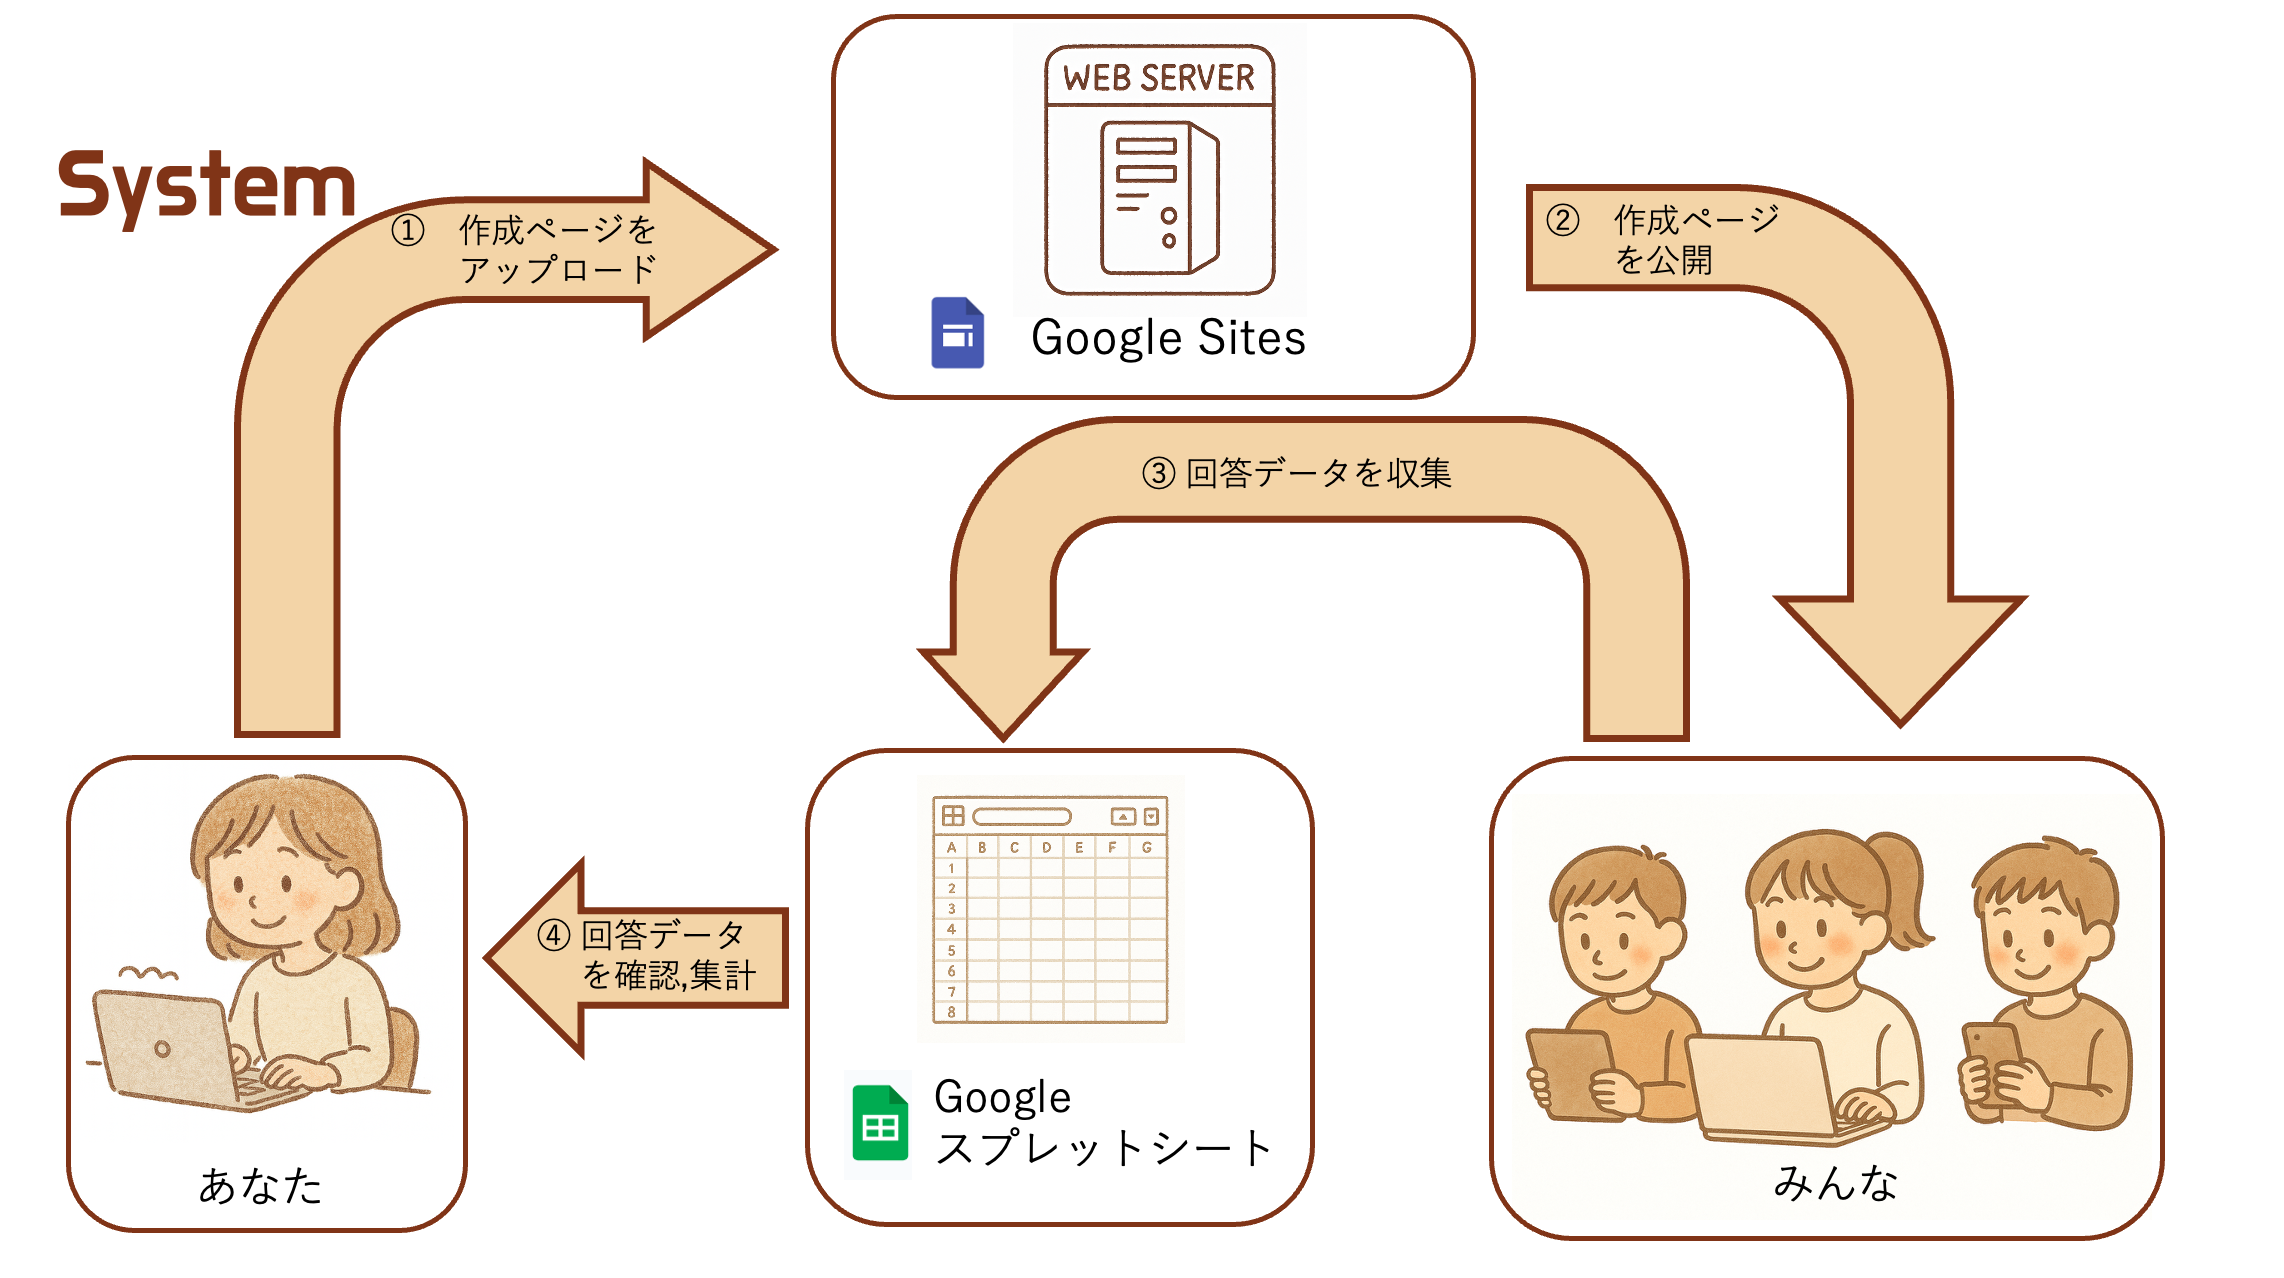 System
WEB SERVER
Google Sites
① 作成ページを
アップロード
② 作成ページ
を公開
③ 回答データを収集
④ 回答データ
を確認,集計
A B C D E F G
1
2
3
4
5
6
7
8
Google
スプレットシート
あなた
みんな